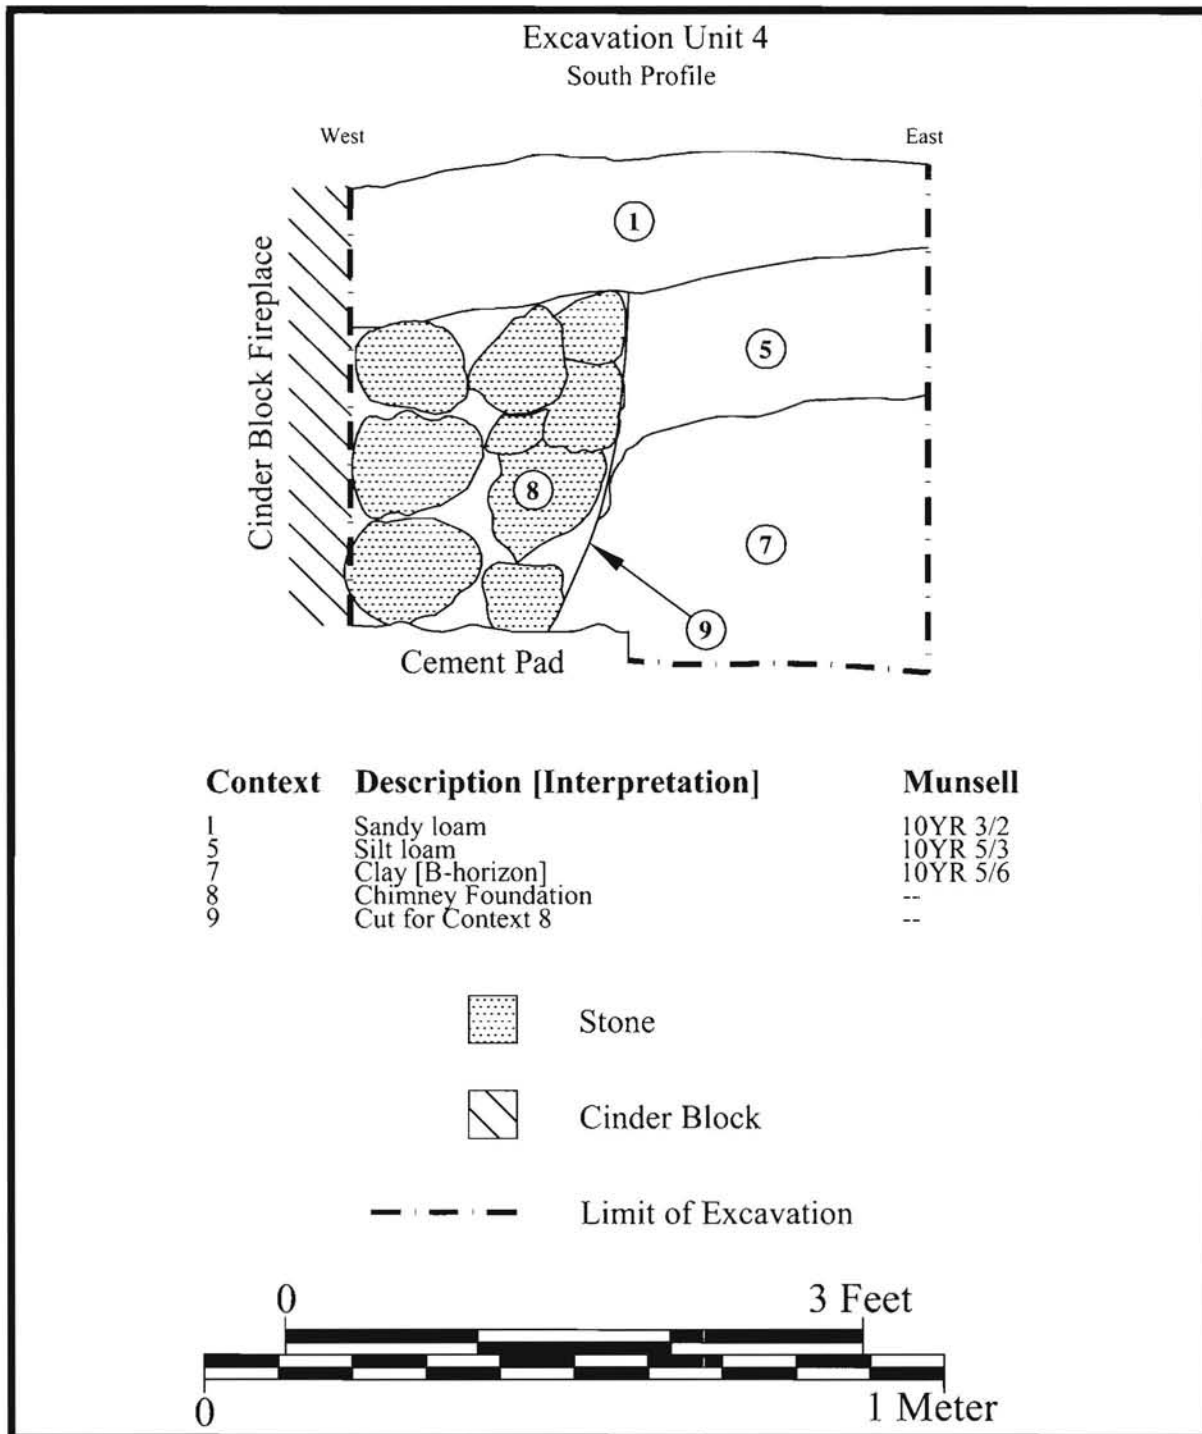 Excavation Unit 4
South Profile
West
East
1
Cinder Block Fireplace
5
8
7
9
Cement Pad
Context Description [Interpretation] Munsell
1 Sandy loam 10YR 3/2
5 Silt loam 10YR 5/3
7 Clay [B-horizon] 10YR 5/6
8 Chimney Foundation --
9 Cut for Context 8 --
Stone
Cinder Block
Limit of Excavation
0 3 Feet
0 1 Meter